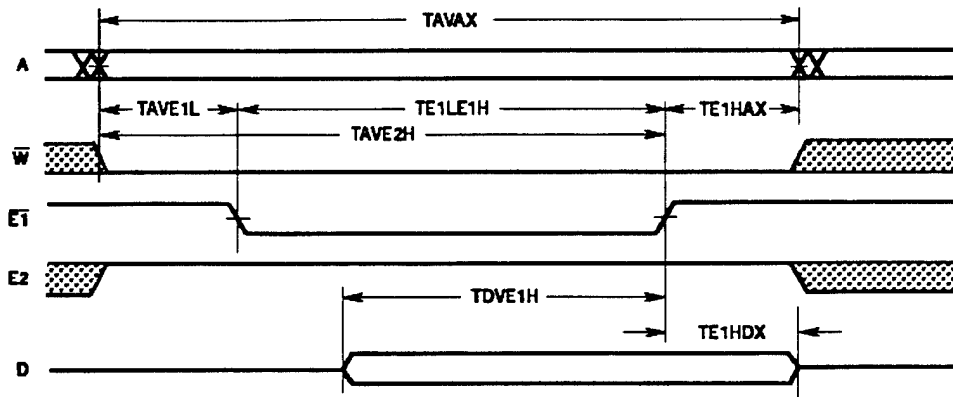 TAVAX
A
TAVE1L TE1LE1H TE1HAX
TAVE2H
W
E1
E2
TDVE1H
TE1HDX
D